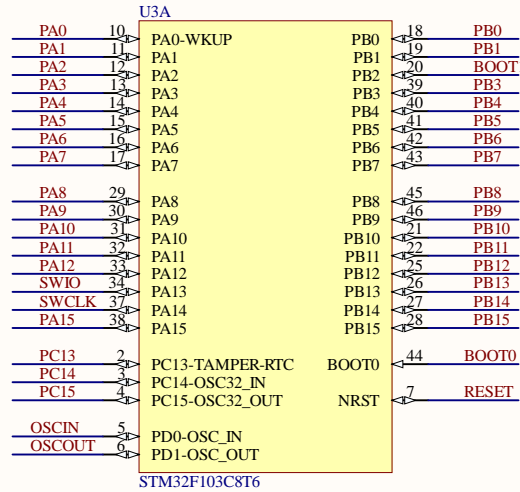 U3A
PA0 10 PA0-WKUP PB0 18 PB0
PA1 11 PA1 PB1 19 PB1
PA2 12 PA2 PB2 20 BOOT
PA3 13 PA3 PB3 39 PB3
PA4 14 PA4 PB4 40 PB4
PA5 15 PA5 PB5 41 PB5
PA6 16 PA6 PB6 42 PB6
PA7 17 PA7 PB7 43 PB7
PA8 29 PA8 PB8 45 PB8
PA9 30 PA9 PB9 46 PB9
PA10 31 PA10 PB10 21 PB10
PA11 32 PA11 PB11 22 PB11
PA12 33 PA12 PB12 25 PB12
SWIO 34 PA13 PB13 26 PB13
SWCLK 37 PA14 PB14 27 PB14
PA15 38 PA15 PB15 28 PB15
PC13 2 PC13-TAMPER-RTC BOOT0 44 BOOT0
PC14 3 PC14-OSC32_IN
PC15 4 PC15-OSC32_OUT NRST 7 RESET
OSCIN 5 PD0-OSC_IN
OSCOUT 6 PD1-OSC_OUT
STM32F103C8T6